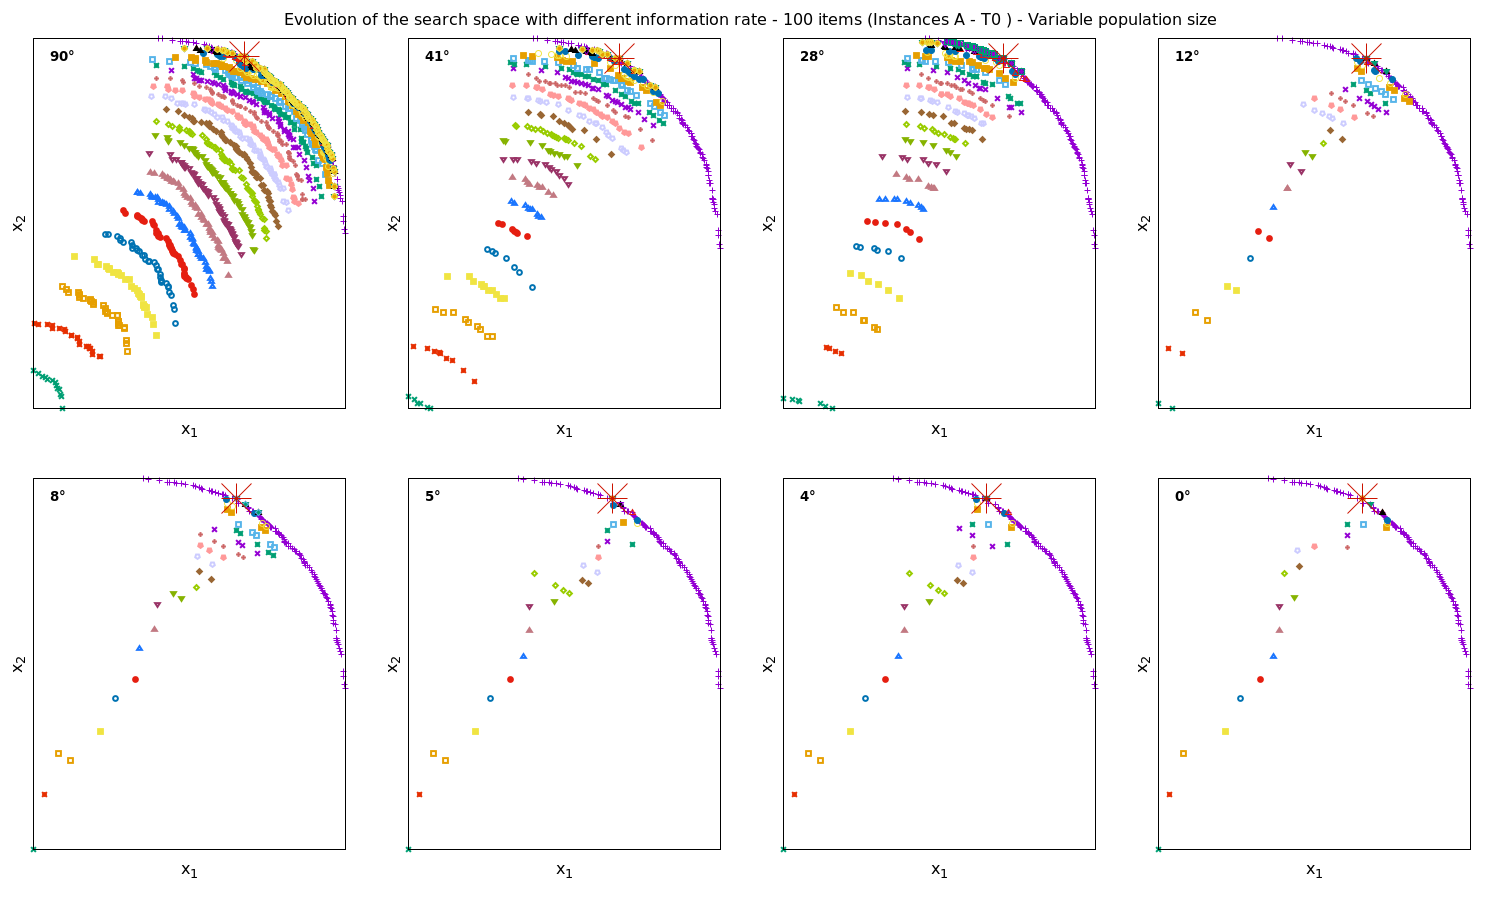 Evolution of the search space with different information rate - 100 items (Instances A - T0 ) - Variable population size
90°
41°
28°
12°
x₂
x₂
x₂
x₂
x₁
x₁
x₁
x₁
8°
5°
4°
0°
x₂
x₂
x₂
x₂
x₁
x₁
x₁
x₁